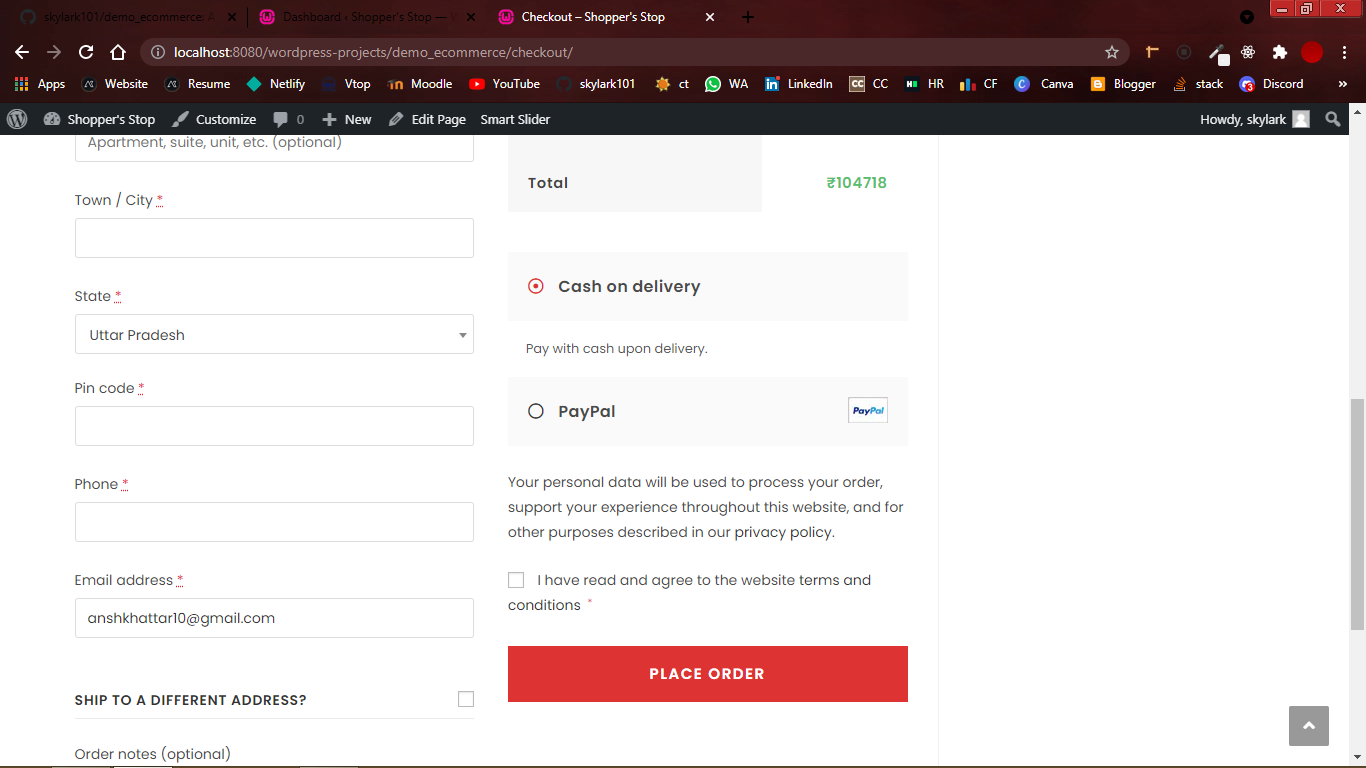 skylark101/demo_ecommerce: A
Dashboard ‹ Shopper's Stop — W
Checkout – Shopper's Stop
localhost:8080/wordpress-projects/demo_ecommerce/checkout/
Apps
Website
Resume
Netlify
Vtop
Moodle
YouTube
skylark101
ct
WA
LinkedIn
CC
HR
CF
Canva
Blogger
stack
Discord
»
Shopper's Stop
Customize
0
New
Edit Page
Smart Slider
Howdy, skylark
Apartment, suite, unit, etc. (optional)
Town / City *
State *
Uttar Pradesh
Pin code *
Phone *
Email address *
anshkhattar10@gmail.com
SHIP TO A DIFFERENT ADDRESS?
Order notes (optional)
Total
₹104718
Cash on delivery
Pay with cash upon delivery.
PayPal
PayPal
Your personal data will be used to process your order,
support your experience throughout this website, and for
other purposes described in our privacy policy.
I have read and agree to the website terms and
conditions *
PLACE ORDER